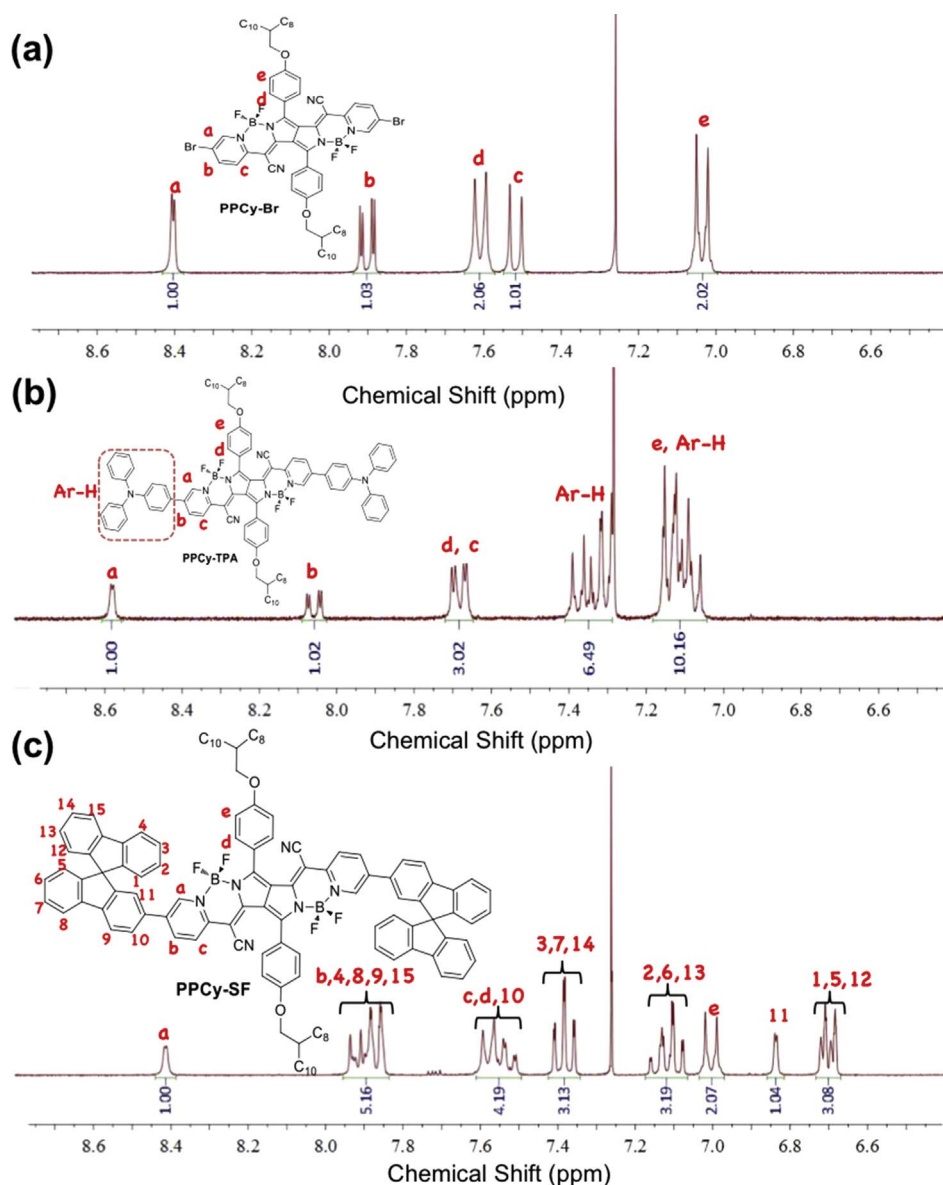 (a)
C10 C8
O
e
d
F F
CN
a
B N
N
Br
Br
N
N B
b c
CN
F F
PPCy-Br
O
C8
C10
a
b
d
c
e
1.00
1.03
2.06
1.01
2.02
8.6 8.4 8.2 8.0 7.8 7.6 7.4 7.2 7.0 6.8 6.6
Chemical Shift (ppm)
(b)
C10 C8
O
e
d
F F
CN
Ar-H
N
a
N B N
N
N B
F F
b c
CN
N
PPCy-TPA
O
C8
C10
a
b
d, c
Ar-H
e, Ar-H
1.00
1.02
3.02
6.49
10.16
8.6 8.4 8.2 8.0 7.8 7.6 7.4 7.2 7.0 6.8 6.6
Chemical Shift (ppm)
(c)
C10 C8
O
14 15
13 4
12 3
5 2
6 1
7 11
8
9 10
e
d
F F
NC
a
B
N N
N N
B
F F
b c
CN
PPCy-SF
O
C8
C10
a
b,4,8,9,15
c,d,10
3,7,14
2,6,13
e
11
1,5,12
1.00
5.16
4.19
3.13
3.19
2.07
1.04
3.08
8.6 8.4 8.2 8.0 7.8 7.6 7.4 7.2 7.0 6.8 6.6
Chemical Shift (ppm)